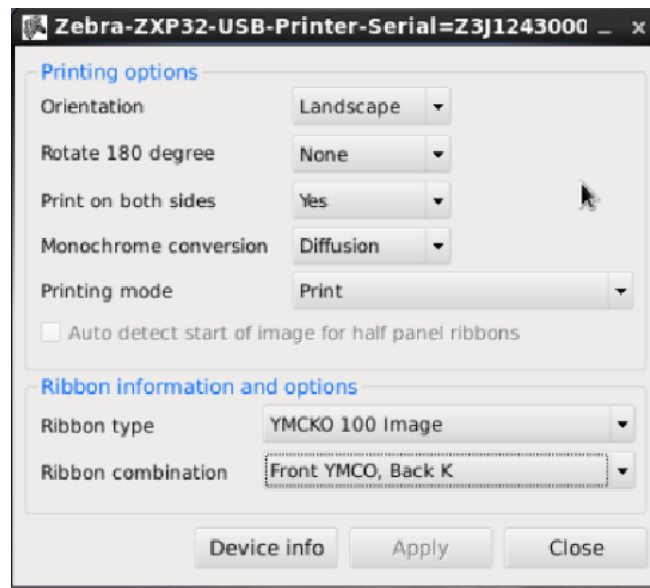 Zebra-ZXP32-USB-Printer-Serial=Z3J1243000
Printing options
Orientation Landscape
Rotate 180 degree None
Print on both sides Yes
Monochrome conversion Diffusion
Printing mode Print
Auto detect start of image for half panel ribbons
Ribbon information and options
Ribbon type YMCKO 100 Image
Ribbon combination Front YMCO, Back K
Device info Apply Close